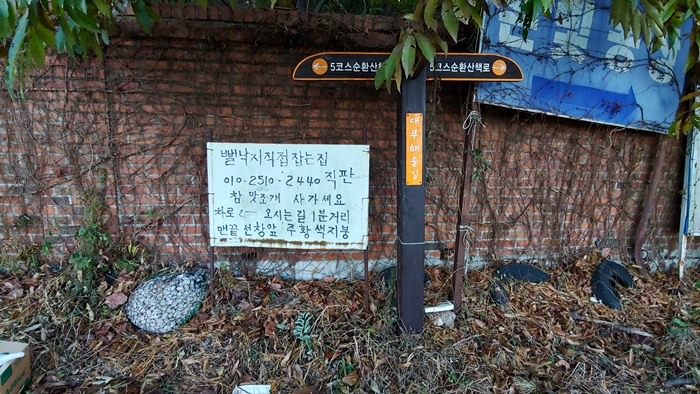 5코스순환산책로
5코스순환산책로
대부해솔길
뻘낙지직접잡는집
010-2510-2440 직판
참 맛조개 사가세요
좌로 ← 오시는길 1분거리
맨끝 선창앞 주황색지붕